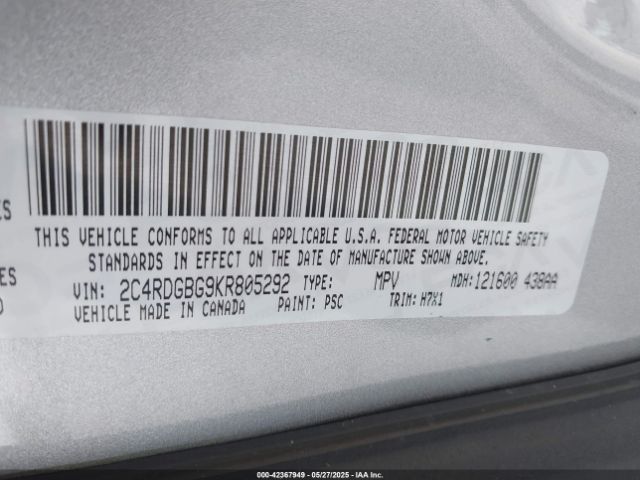 THIS VEHICLE CONFORMS TO ALL APPLICABLE U.S.A. FEDERAL MOTOR VEHICLE SAFETY
STANDARDS IN EFFECT ON THE DATE OF MANUFACTURE SHOWN ABOVE.
VIN: 2C4RDGBG9KR805292 TYPE: MPV MDH: 121600 438AA
VEHICLE MADE IN CANADA PAINT: PSC TRIM: H7X1
000-42367949 | 05/27/2025 - IAA Inc.